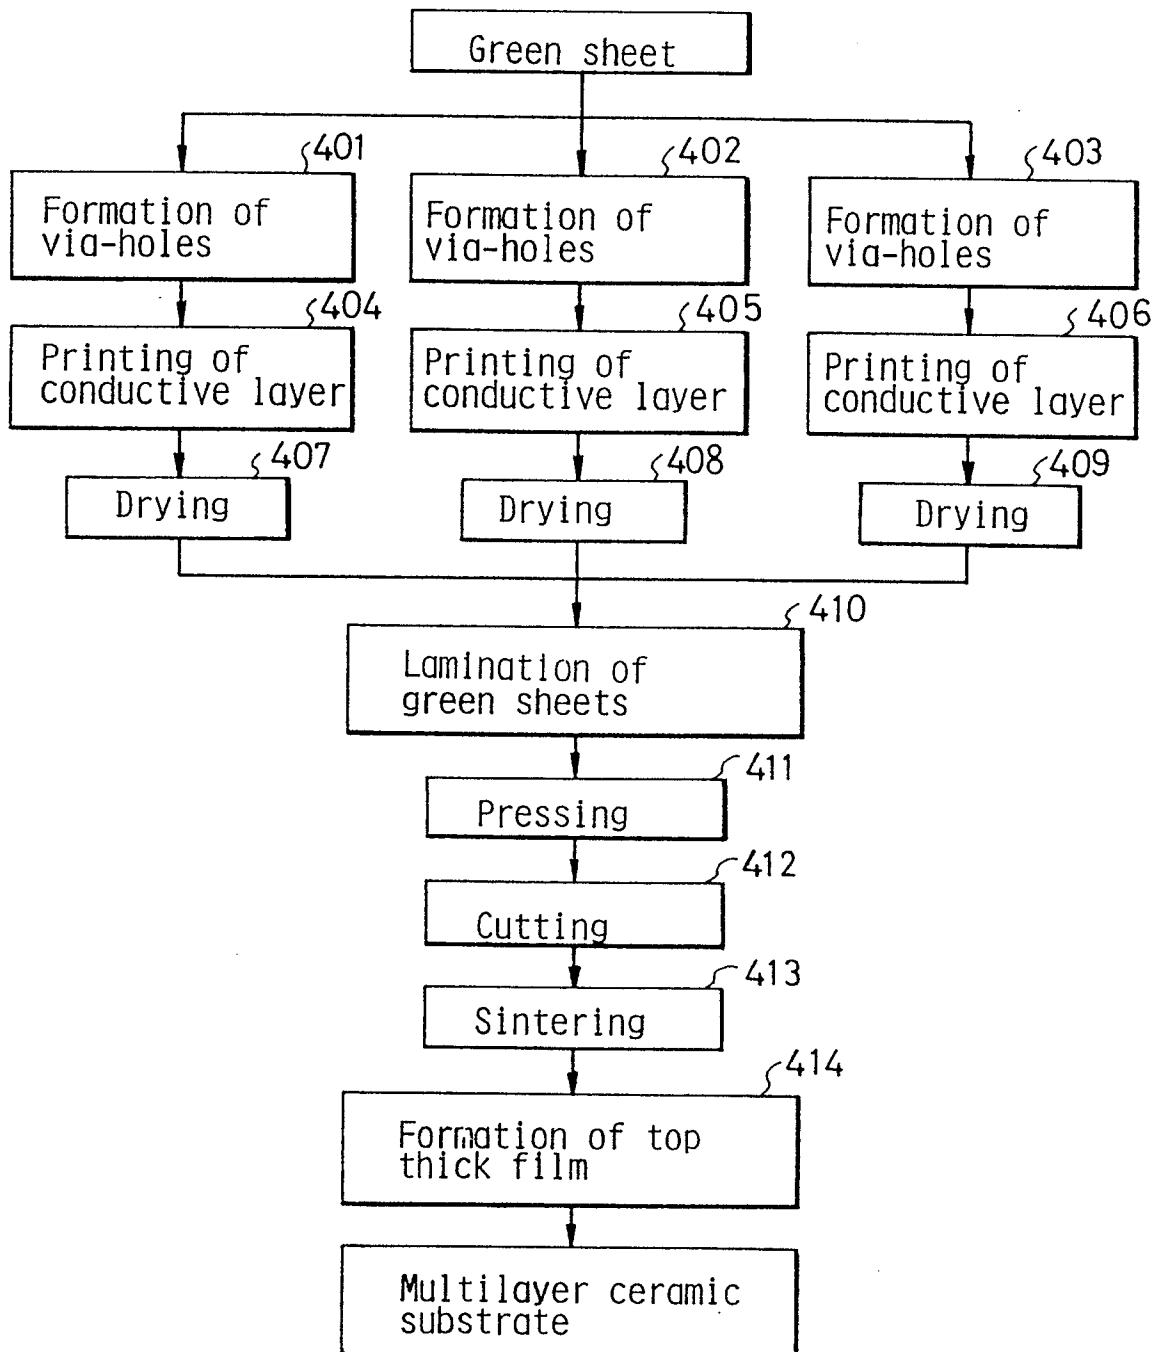 Green sheet
401
402
403
Formation of
via-holes
Formation of
via-holes
Formation of
via-holes
404
405
406
Printing of
conductive layer
Printing of
conductive layer
Printing of
conductive layer
407
408
409
Drying
Drying
Drying
410
Lamination of
green sheets
411
Pressing
412
Cutting
413
Sintering
414
Formation of top
thick film
Multilayer ceramic
substrate